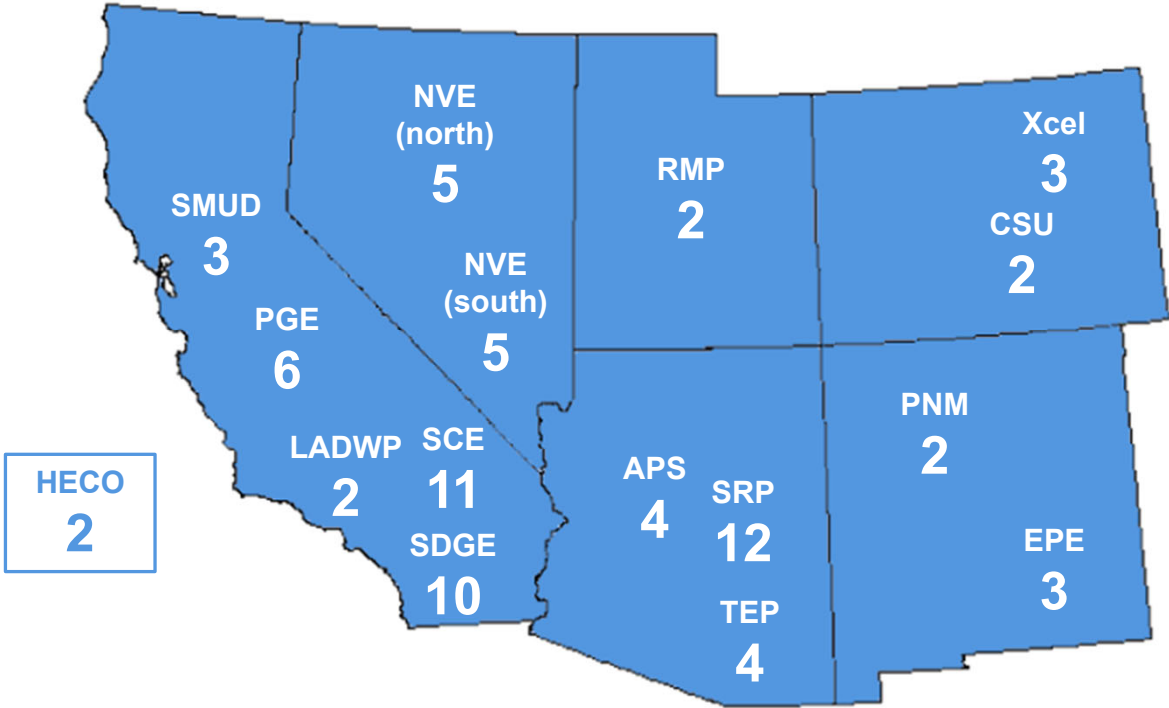 NVE
(north)
5
Xcel
3
RMP
2
SMUD
3
CSU
2
NVE
(south)
5
PGE
6
PNM
2
LADWP
2
SCE
11
APS
4
SRP
12
HECO
2
SDGE
10
EPE
3
TEP
4